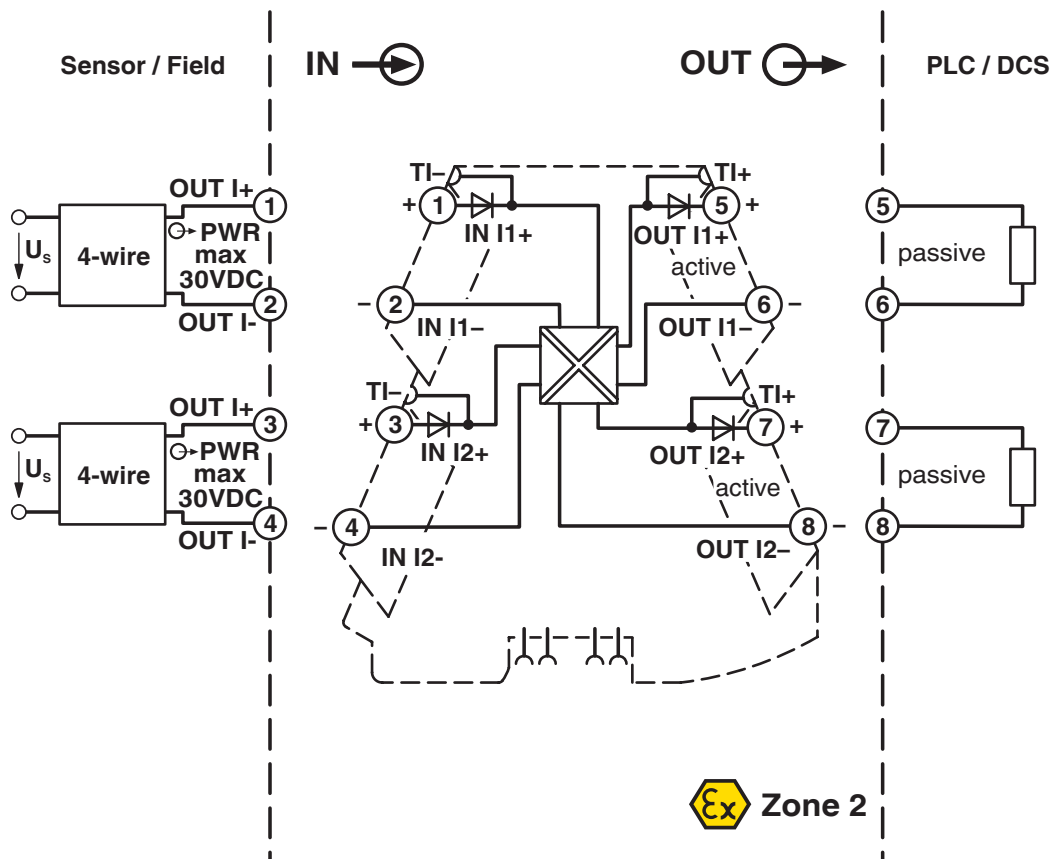 Sensor / Field
IN
OUT
PLC / DCS
OUT I+
1
Us
4-wire
PWR
max
30VDC
2
OUT I-
OUT I+
3
Us
4-wire
PWR
max
30VDC
4
OUT I-
TI–
+ 1
IN I1+
– 2
IN I1–
TI–
+ 3
IN I2+
– 4
IN I2-
TI+
5 +
OUT I1+
active
6 –
OUT I1–
TI+
7 +
OUT I2+
active
8 –
OUT I2–
5
passive
6
7
passive
8
Ex Zone 2